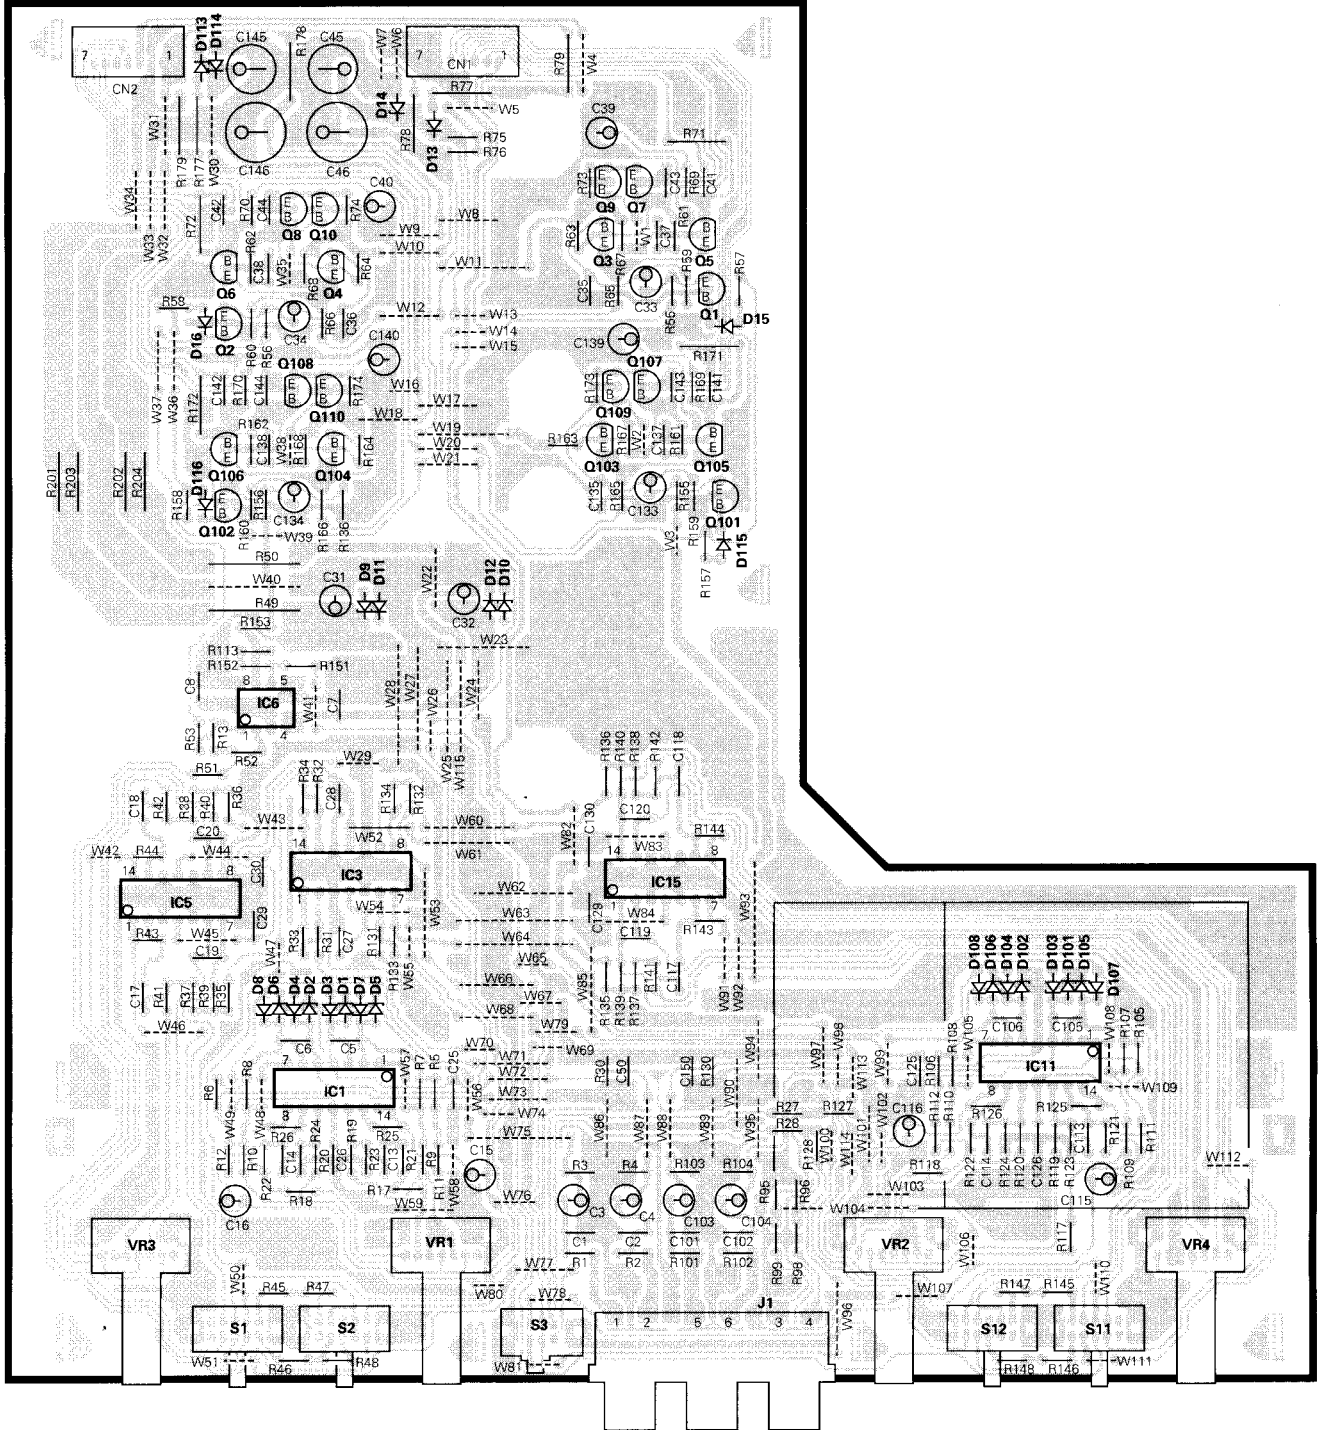 D113 D114 C145 R178 C45 W7 W6 R79 W4
7 1 CN2 7 CN1 1
R77 W5 D14 R78 D13 R75 R76 C39 R71
W31 R179 R177 W30 C146 C46 C40
W34 W33 W32 R72 C42 R70 C44 Q8 Q10 R74 W8 W9 W10 W11
R73 Q9 Q7 C43 R69 C41 R61
R63 Q3 R67 W1 C37 R59 Q5 R57
R62 Q6 C38 W35 R68 Q4 R64
C35 R65 C33 Q1 D15
R58 D16 Q2 R60 R56 C34 R66 C36 W12 W13 W14 W15
C139 Q107 R171
Q108 C140 W16 W17 W18
W37 W36 R172 C142 R170 C144 Q110 R174
R173 Q109 C143 R169 C141
R162 Q106 C138 W38 R168 Q104 R164 W19 W20 W21
R163 Q103 R167 W2 C137 R161 Q105
R201 R203 R202 R204 R158 D116 Q102 R160 R156 C134 R166 R136 W39
C135 R165 C133 R155 R159 Q101 W3 D115 R157
R50 W40 R49 R153 C31 D9 D11 W22 C32 D12 D10
R113 R152 R151 W23
C8 8 5 IC6 1 4 W41 C7 W28 W27 W26 W24
R53 R13 R52 R51 W29 W25 W115
R34 R32 C28 R134 R132 R136 R140 R138 R142 C118
C18 R42 R38 R40 R36 C20 W43 W52 W60 W61 W82 C130 C120 W83 R144
W42 R44 W44 C30
14 8 IC5 1 7
14 8 IC3 1 7
14 8 IC15 1 7
W54 W53 W62 W63 W64 C129 W84 R143 W93
R43 W45 C19 C29 W47 R33 R31 C27 R131 R133 W55 W65 C119
C17 R41 R37 R39 R35 W46 D8 D6 D4 D2 D3 D1 D7 D5
W66 W67 W68 W79 W69 W85 R135 R139 R137 R141 C117 W91 W92
D108 D106 D104 D102 D103 D101 D105 D107
C6 C5 W70 W71 W72 W73 W74 W75
C106 C105 W108 R107 R105
R6 R8 7 1 IC1 8 14 W57 R7 R5 C25 W56
R30 C50 C150 R130 W90 W94 W97 W98 W113 W99 C125 R106 R108 W105
7 1 IC11 8 14 W109
W49 W48 R26 R24 R19 R25 W86 W87 W88 W89 W95 R27 R28 R127 W100 W114 W101 W102 C116 R112 R110 R126 R125
R12 R10 R22 C14 R20 C26 R23 C13 R21 R9 R11 W58 C15
R3 R4 R103 R104 R128 R118 R122 C114 R124 R120 C126 R119 R123 C113 R121 R109 R111 W112
C16 R18 R17 W59 W76 C3 C4 C103 C104 R95 R96 W103 W104 C115
VR3 VR1 C1 C2 C101 C102 VR2 VR4
R1 R2 R101 R102 R99 R98 W106 R117 W110
W50 R45 R47 W77 W80 W78 W107 R147 R145
S1 S2 S3 J1 S12 S11
1 2 5 6 3 4 W96
W51 R46 R48 W81 R148 R146 W111